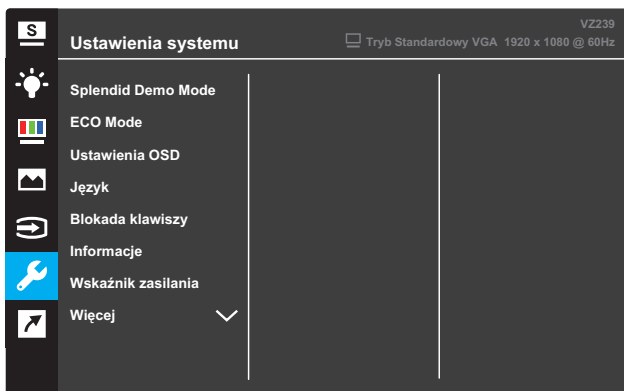 S
VZ239
Ustawienia systemu
Tryb Standardowy VGA 1920 x 1080 @ 60Hz
Splendid Demo Mode
ECO Mode
Ustawienia OSD
Język
Blokada klawiszy
Informacje
Wskaźnik zasilania
Więcej